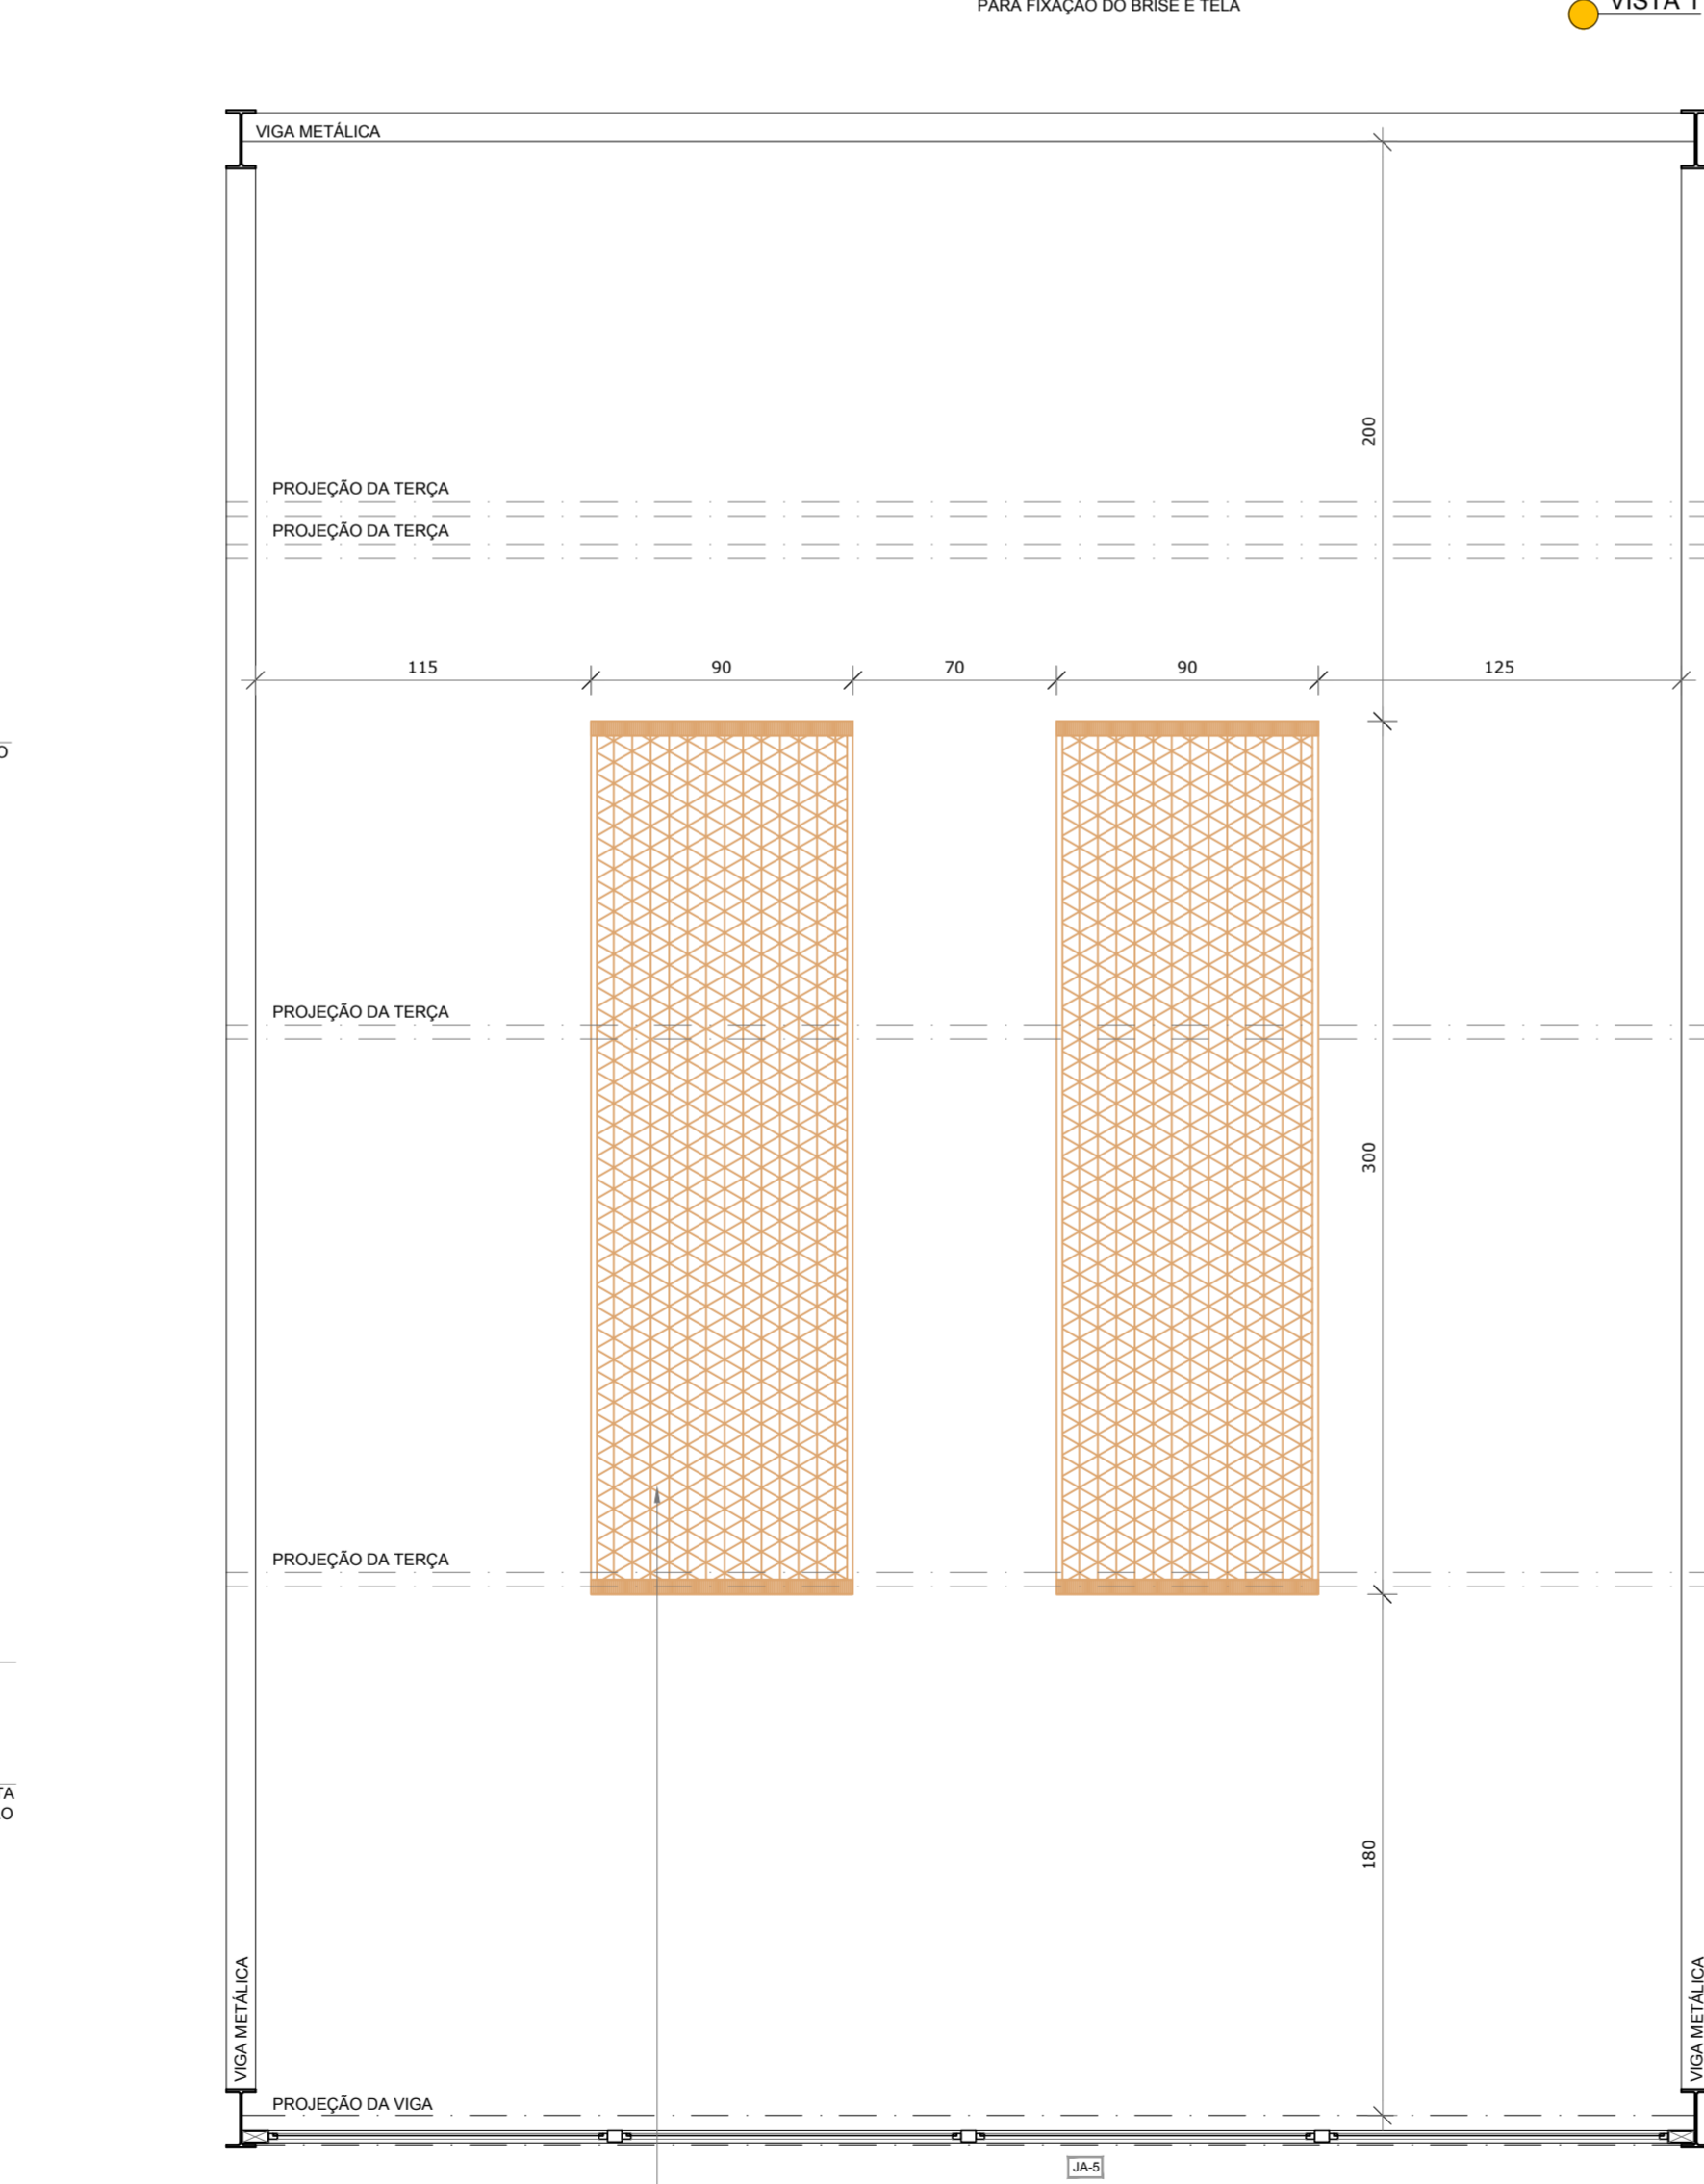 PARA FIXAÇÃO DO BRISE E TELA
VISTA 1
VIGA METÁLICA
200
PROJEÇÃO DA TERÇA
PROJEÇÃO DA TERÇA
115
90
70
90
125
O
PROJEÇÃO DA TERÇA
300
PROJEÇÃO DA TERÇA
TA
O
180
VIGA METÁLICA
VIGA METÁLICA
PROJEÇÃO DA VIGA
JA-5